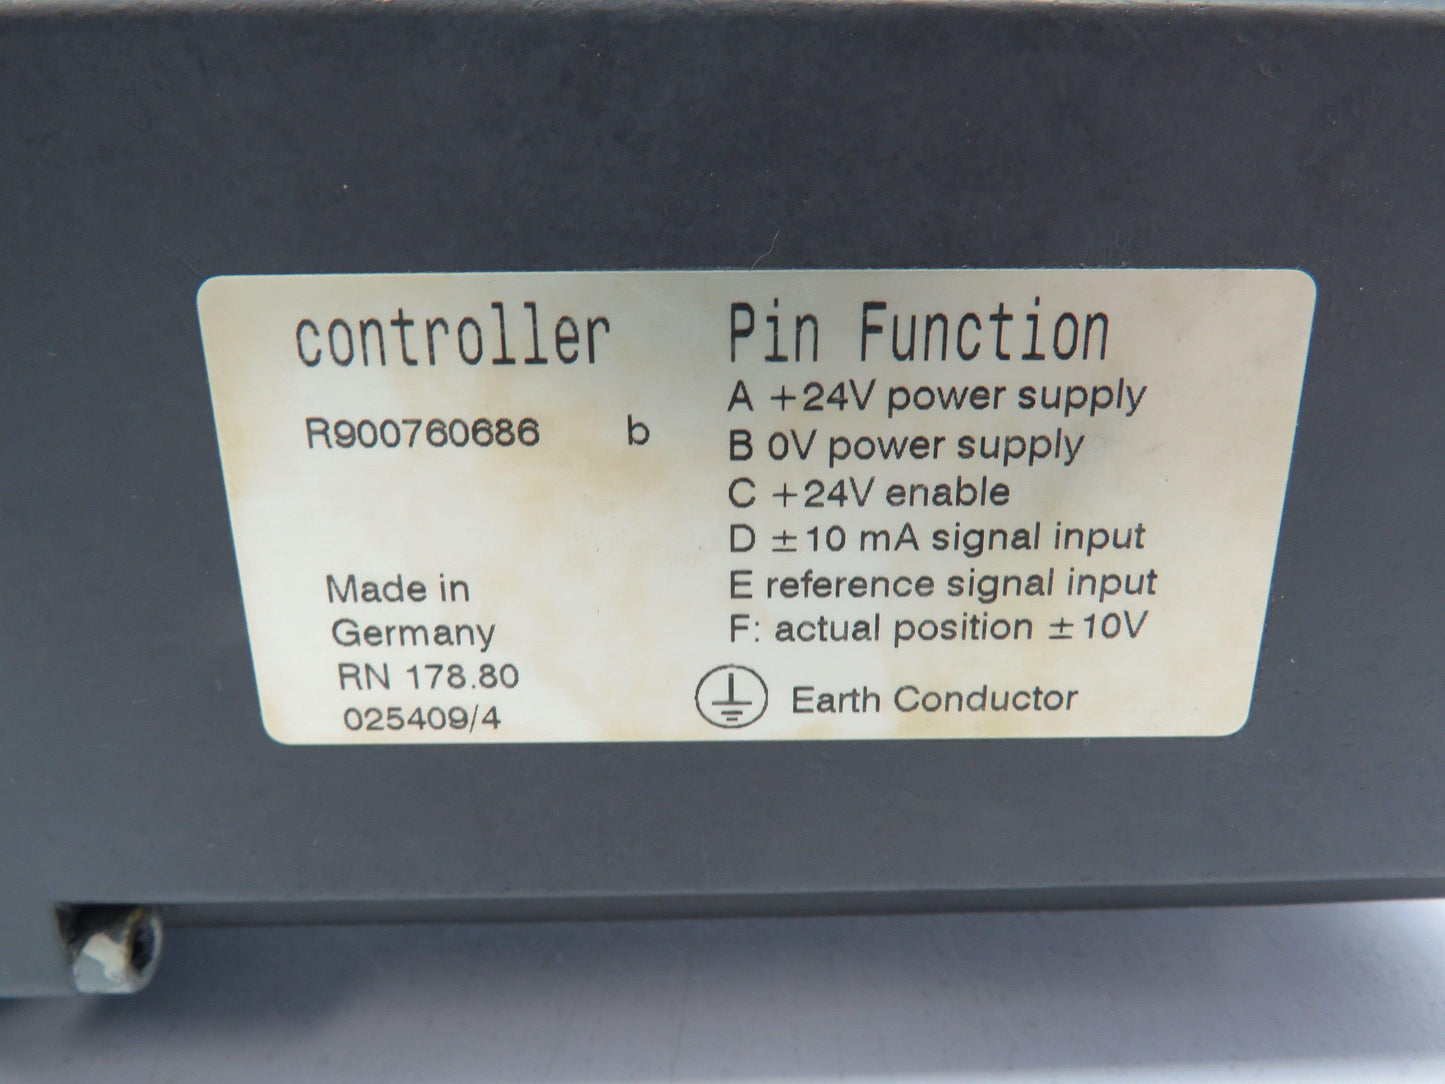 controller
R900760686 b
Made in
Germany
RN 178.80
025409/4
Pin Function
A +24V power supply
B 0V power supply
C +24V enable
D ±10 mA signal input
E reference signal input
F: actual position ±10V
Earth Conductor